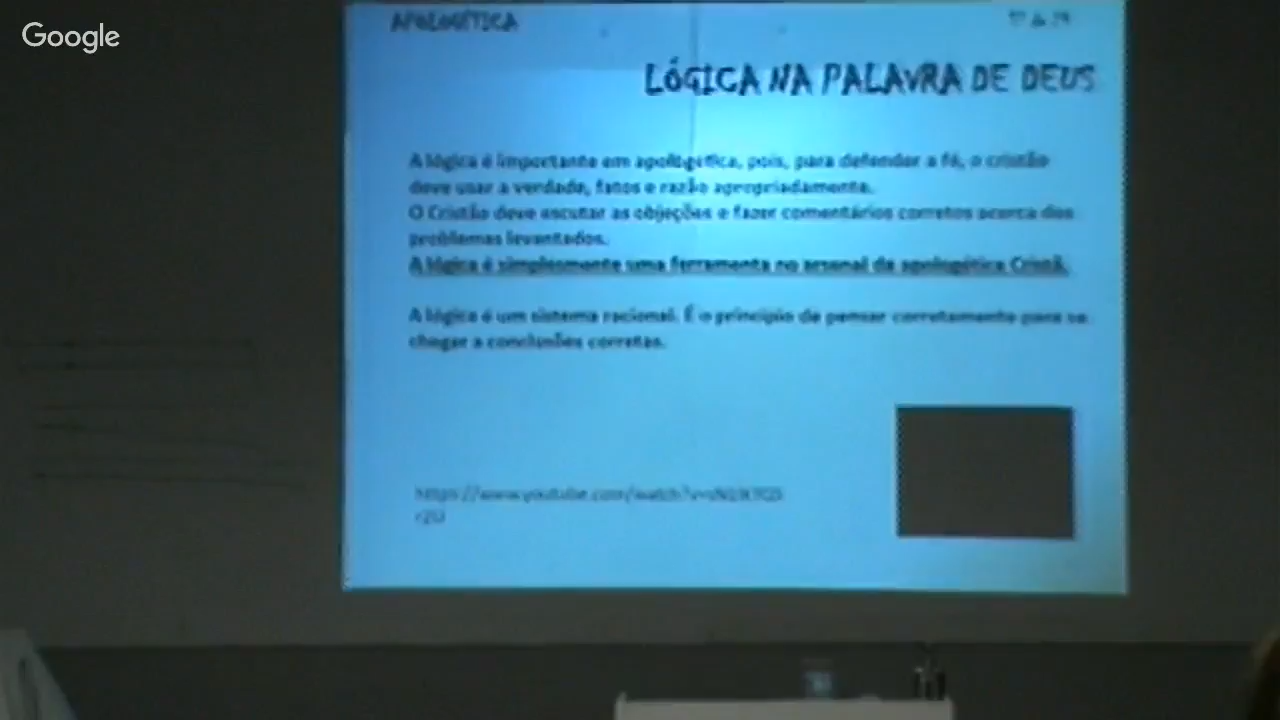 Google
APOLOGÉTICA
LÓGICA NA PALAVRA DE DEUS
A lógica é importante em apologética, pois, para defender a fé, o cristão
deve usar a verdade, fatos e razão apropriadamente.
O Cristão deve escutar as objeções e fazer comentários corretos acerca dos
problemas levantados.
A lógica é simplesmente uma ferramenta no arsenal da apologética Cristã.
A lógica é um sistema racional. É o princípio de pensar corretamente para se
chegar a conclusões corretas.